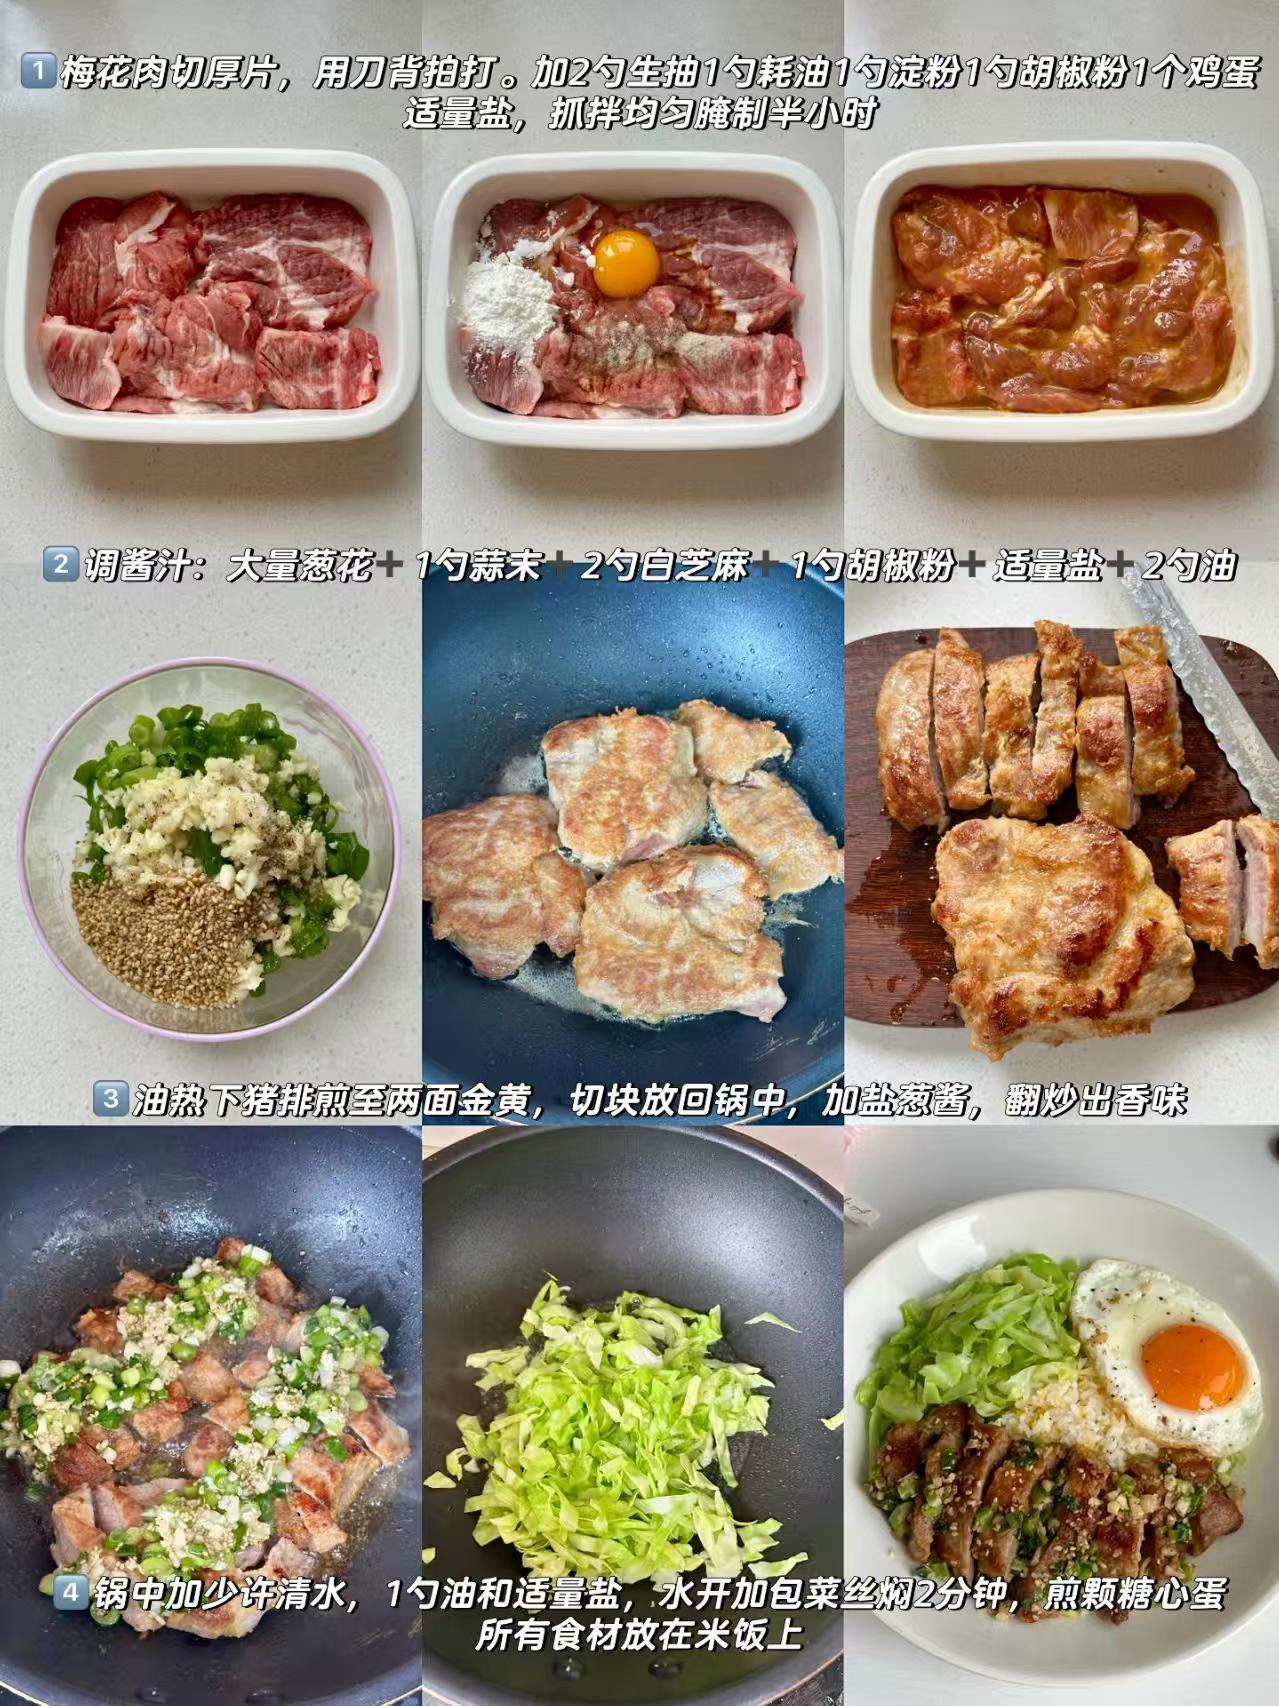 1 梅花肉切厚片，用刀背拍打。加2勺生抽1勺耗油1勺淀粉1勺胡椒粉1个鸡蛋
适量盐，抓拌均匀腌制半小时
2 调酱汁：大量葱花➕1勺蒜末➕2勺白芝麻➕1勺胡椒粉➕适量盐➕2勺油
3 油热下猪排煎至两面金黄，切块放回锅中，加盐葱酱，翻炒出香味
4 锅中加少许清水，1勺油和适量盐，水开加包菜丝焖2分钟，煎颗糖心蛋
所有食材放在米饭上